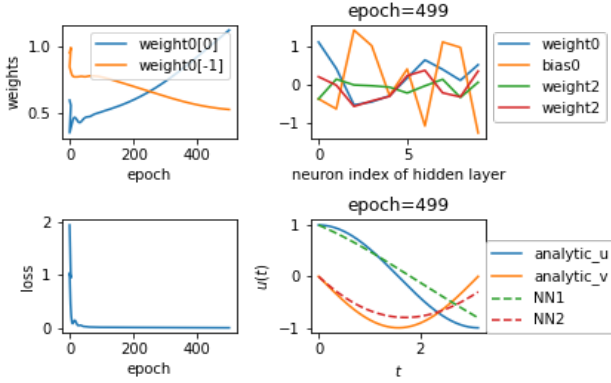 epoch=499
weights
1.0
0.5
weight0[0]
weight0[-1]
0
200
400
epoch
1
0
−1
0
5
neuron index of hidden layer
weight0
bias0
weight2
weight2
loss
2
1
0
0
200
400
epoch
epoch=499
u(t)
1
0
−1
0
2
t
analytic_u
analytic_v
NN1
NN2